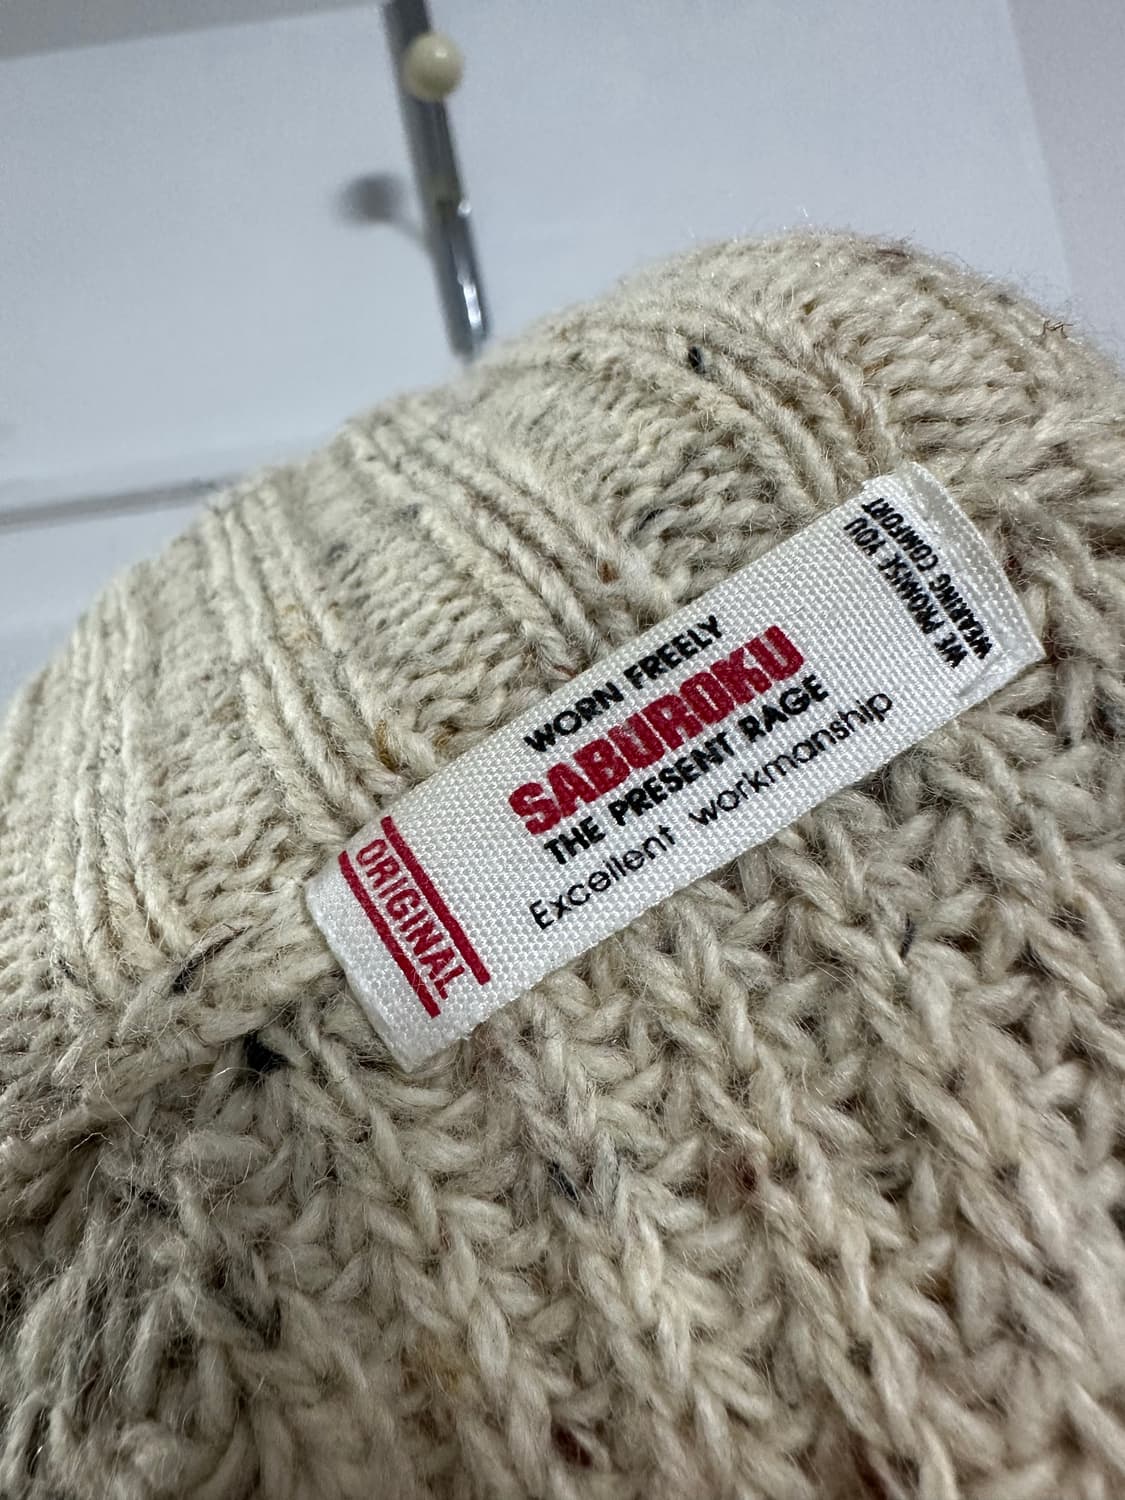 WORN FREELY
SABUROKU
THE PRESENT RAGE
Excellent workmanship
ORIGINAL
WE PROMISE YOU
WEARING COMFORT